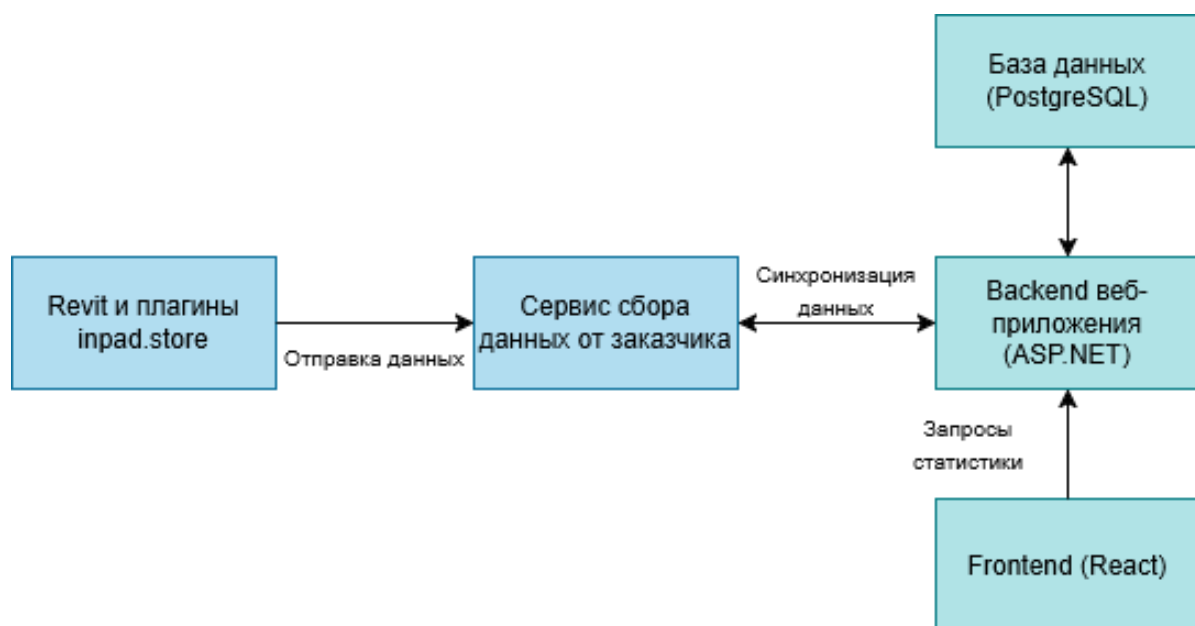 База данных
(PostgreSQL)
Revit и плагины
inpad.store
Отправка данных
Сервис сбора
данных от заказчика
Синхронизация
данных
Backend веб-
приложения
(ASP.NET)
Запросы
статистики
Frontend (React)